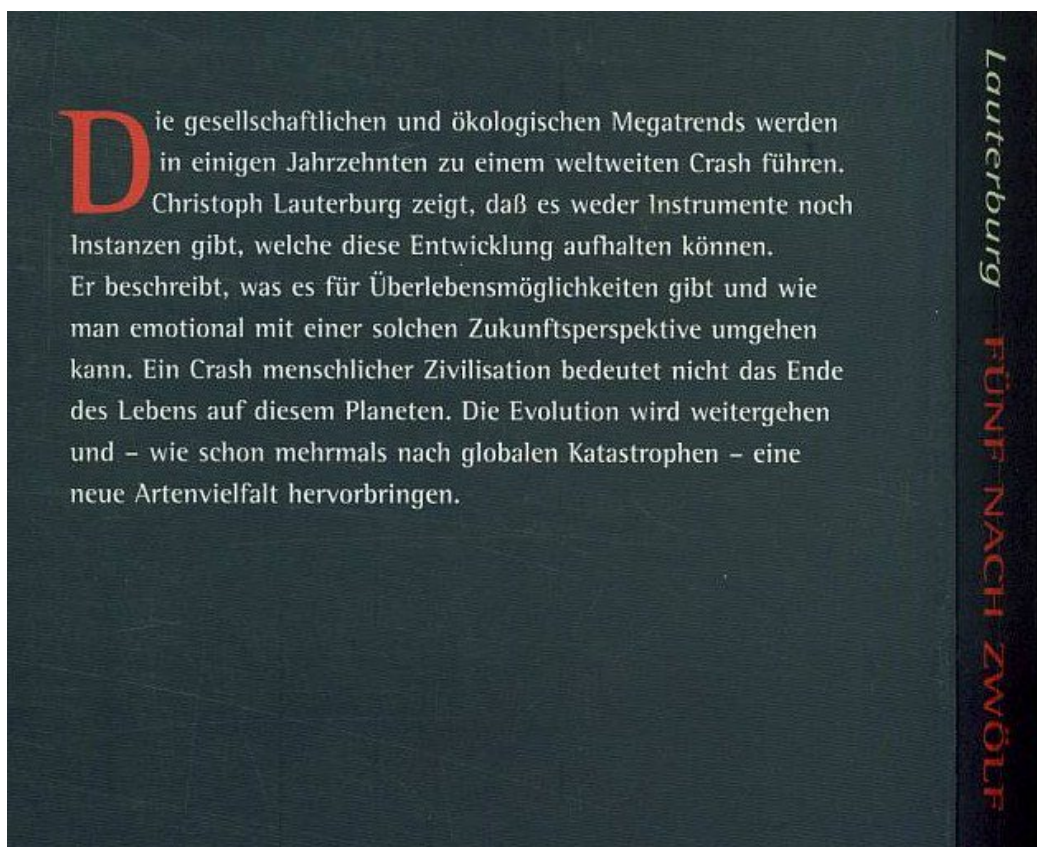 Die gesellschaftlichen und ökologischen Megatrends werden
in einigen Jahrzehnten zu einem weltweiten Crash führen.
Christoph Lauterburg zeigt, daß es weder Instrumente noch
Instanzen gibt, welche diese Entwicklung aufhalten können.
Er beschreibt, was es für Überlebensmöglichkeiten gibt und wie
man emotional mit einer solchen Zukunftsperspektive umgehen
kann. Ein Crash menschlicher Zivilisation bedeutet nicht das Ende
des Lebens auf diesem Planeten. Die Evolution wird weitergehen
und – wie schon mehrmals nach globalen Katastrophen – eine
neue Artenvielfalt hervorbringen.
Lauterburg FÜNF NACH ZWÖLF